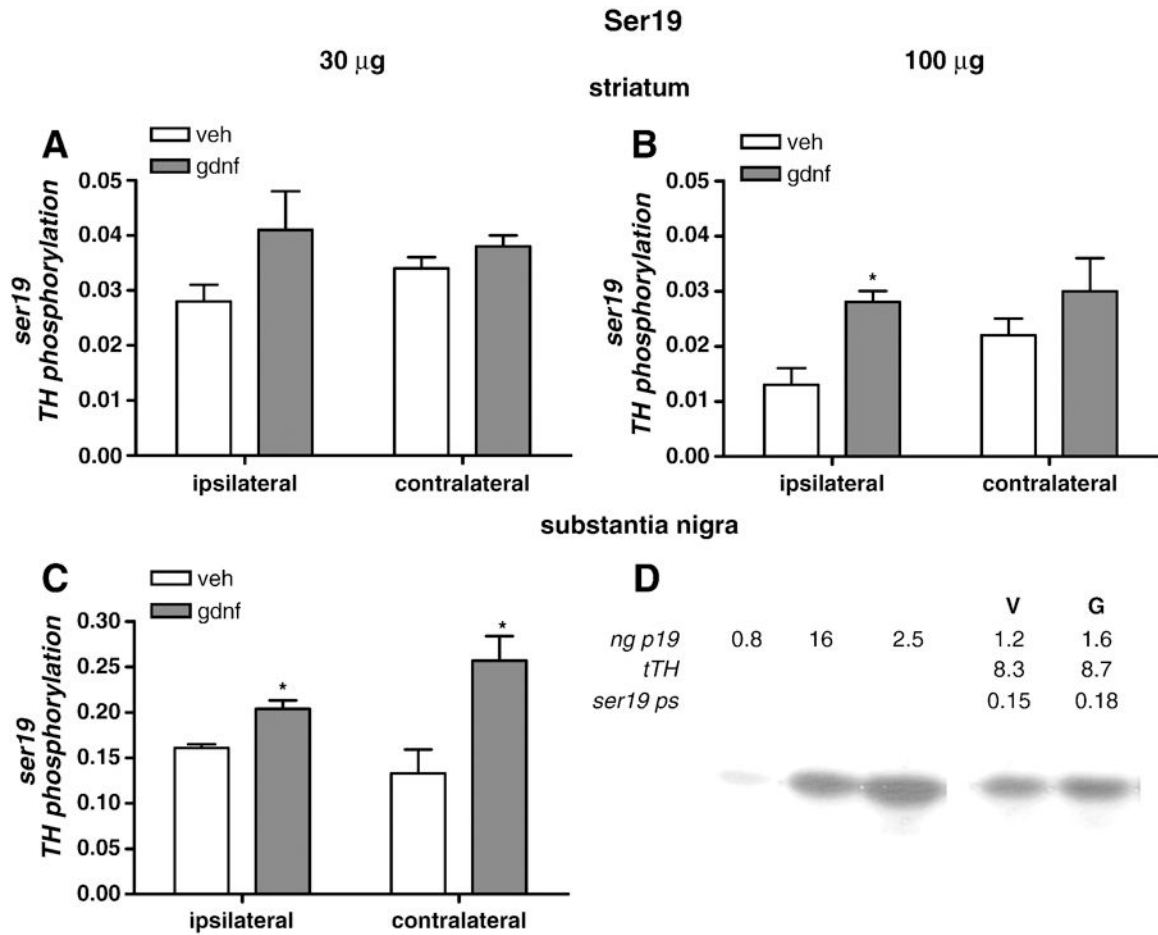 Ser19
30 µg
100 µg
striatum
A
veh
gdnf
ser19
TH phosphorylation
0.05
0.04
0.03
0.02
0.01
0.00
ipsilateral
contralateral
B
veh
gdnf
ser19
TH phosphorylation
0.05
0.04
0.03
*
0.02
0.01
0.00
ipsilateral
contralateral
substantia nigra
C
veh
gdnf
ser19
TH phosphorylation
0.30
0.25
0.20
0.15
0.10
0.05
0.00
*
*
ipsilateral
contralateral
D
V G
ng p19 0.8 16 2.5 1.2 1.6
tTH 8.3 8.7
ser19 ps 0.15 0.18